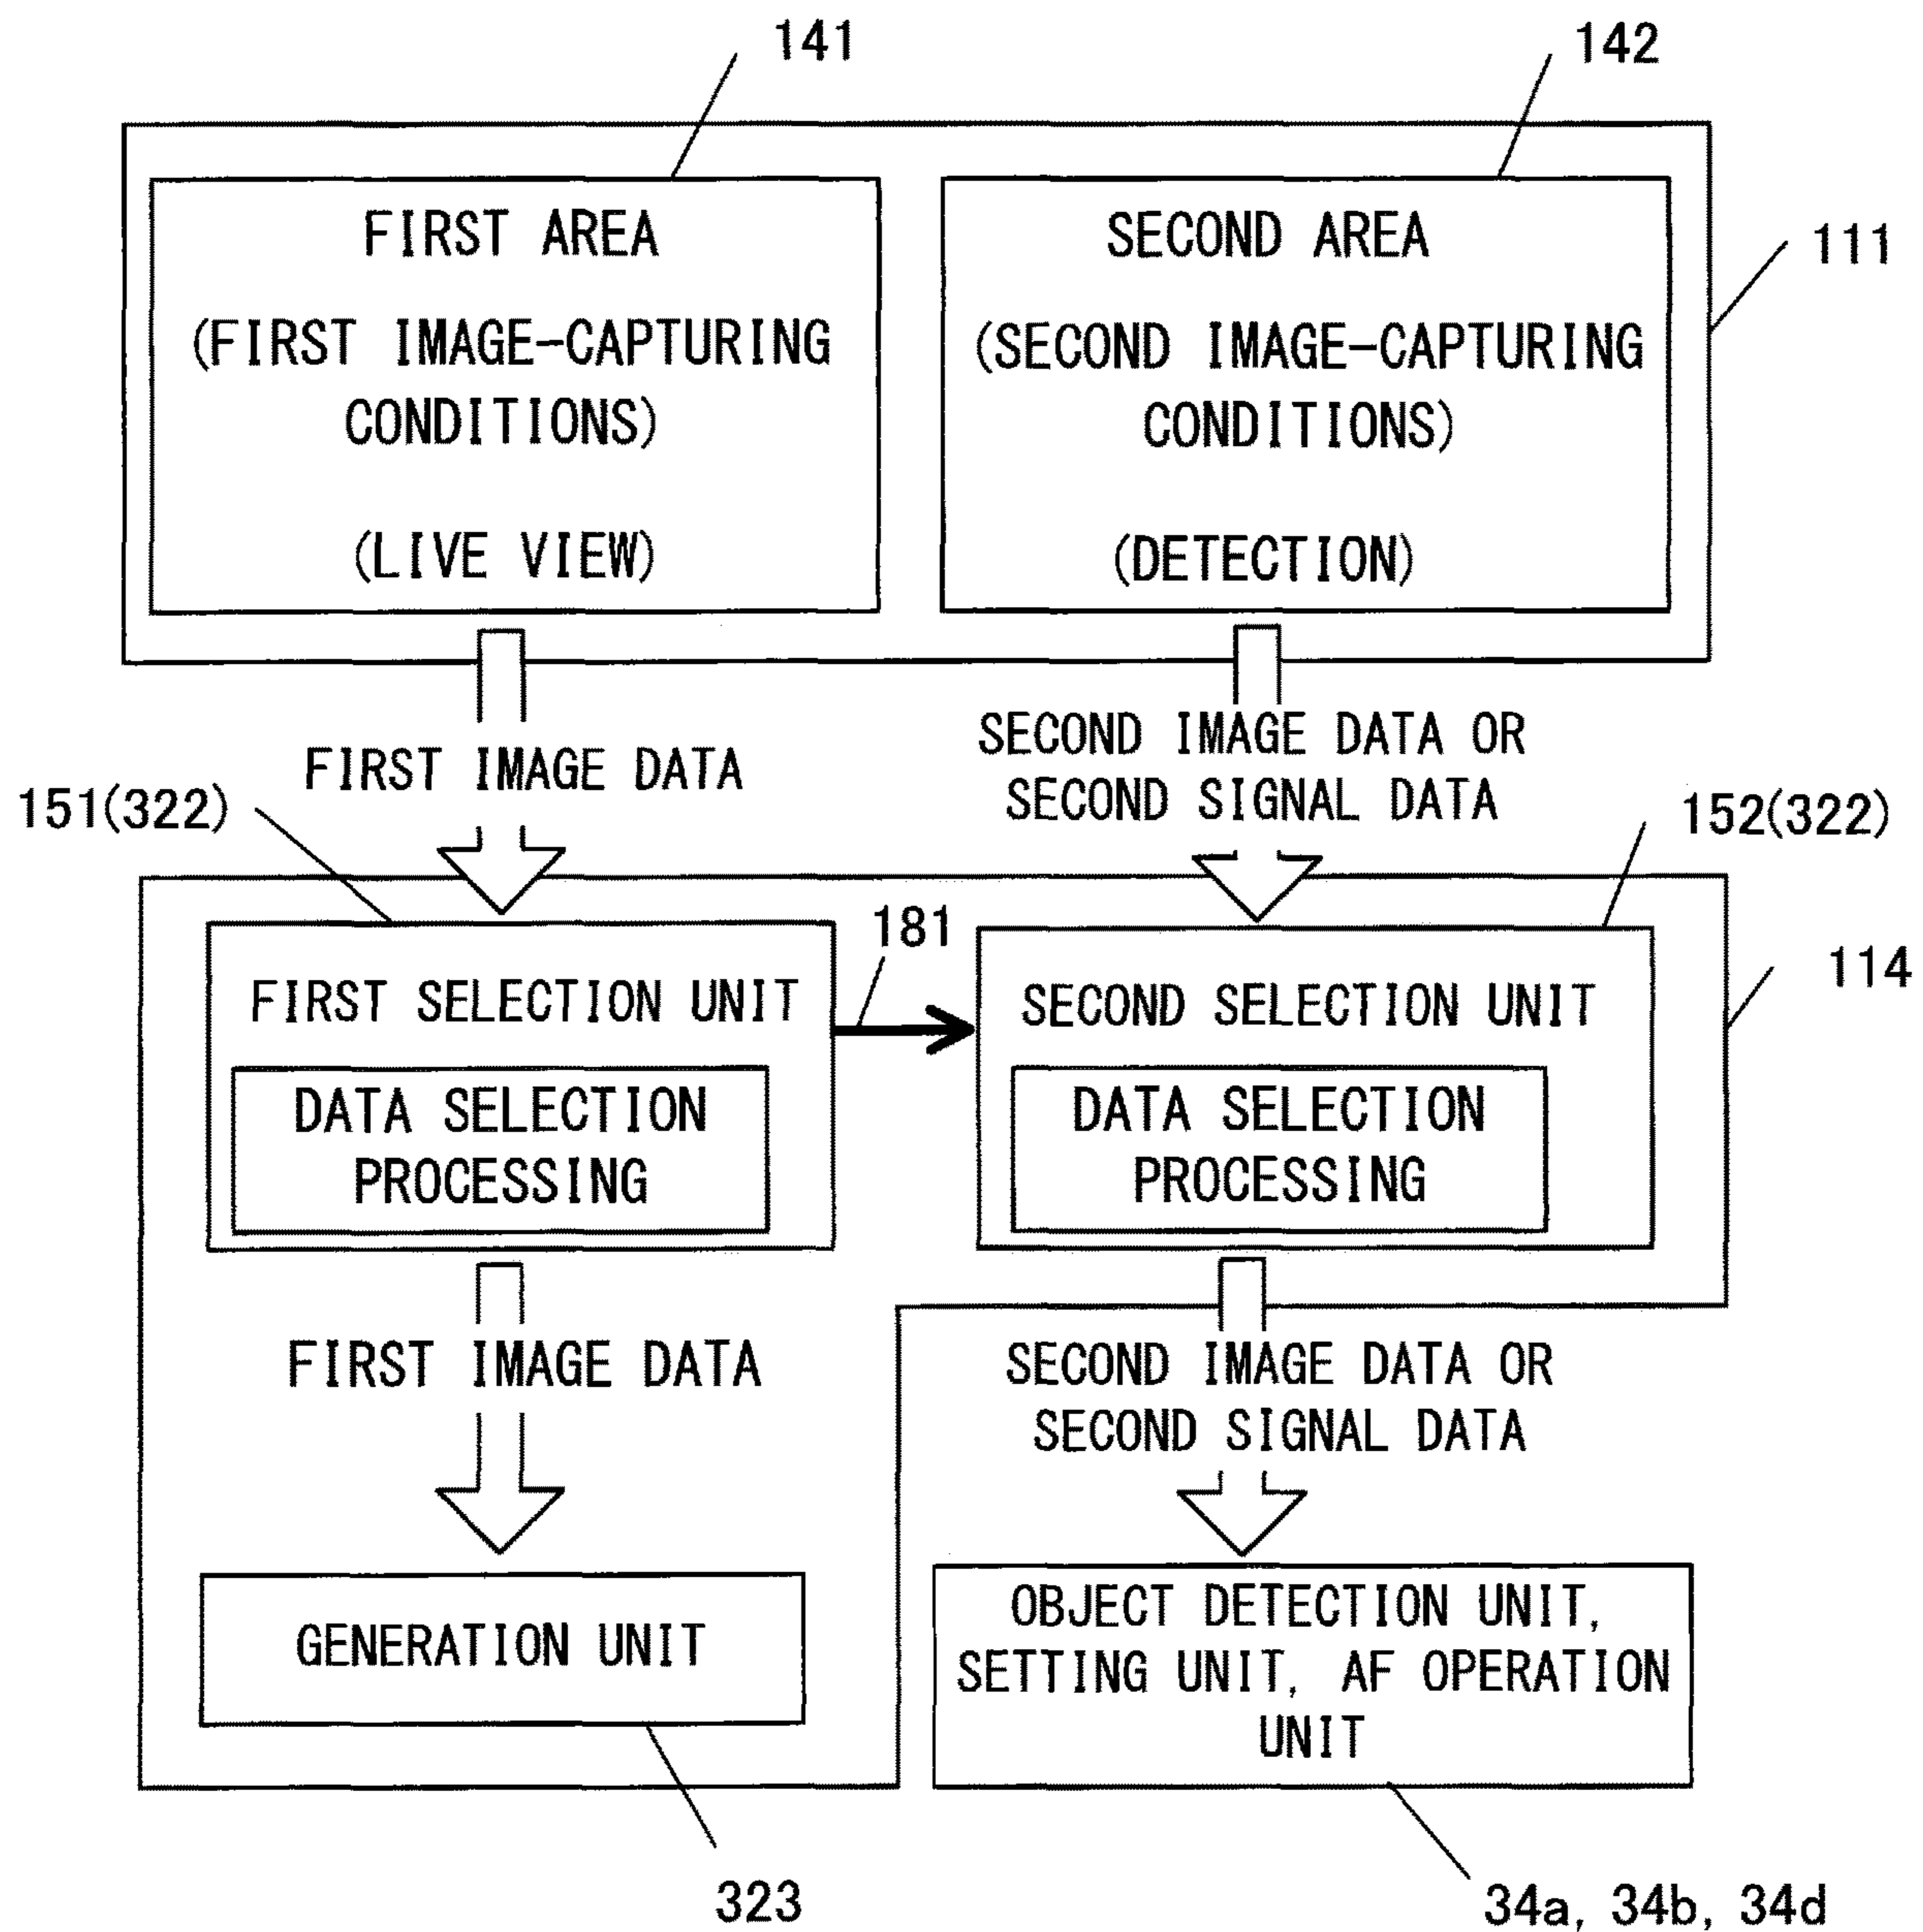 141
142
FIRST AREA
(FIRST IMAGE-CAPTURING
CONDITIONS)
(LIVE VIEW)
SECOND AREA
(SECOND IMAGE-CAPTURING
CONDITIONS)
(DETECTION)
111
FIRST IMAGE DATA
SECOND IMAGE DATA OR
SECOND SIGNAL DATA
151(322)
152(322)
181
114
FIRST SELECTION UNIT
DATA SELECTION
PROCESSING
SECOND SELECTION UNIT
DATA SELECTION
PROCESSING
FIRST IMAGE DATA
SECOND IMAGE DATA OR
SECOND SIGNAL DATA
GENERATION UNIT
OBJECT DETECTION UNIT,
SETTING UNIT, AF OPERATION
UNIT
323
34a, 34b, 34d